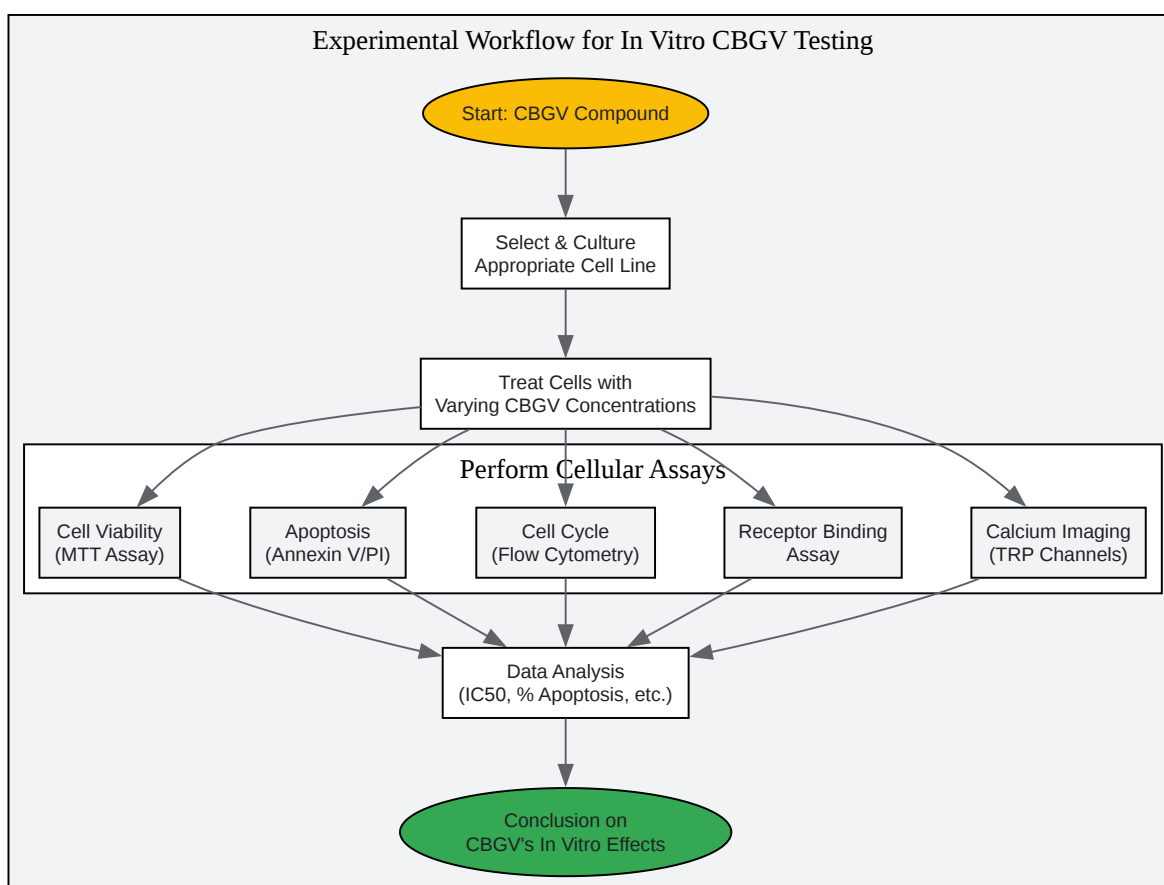 Experimental Workflow for In Vitro CBGV Testing
Start: CBGV Compound
Select & Culture
Appropriate Cell Line
Treat Cells with
Varying CBGV Concentrations
Perform Cellular Assays
Cell Viability
(MTT Assay)
Apoptosis
(Annexin V/PI)
Cell Cycle
(Flow Cytometry)
Receptor Binding
Assay
Calcium Imaging
(TRP Channels)
Data Analysis
(IC50, % Apoptosis, etc.)
Conclusion on
CBGV's In Vitro Effects